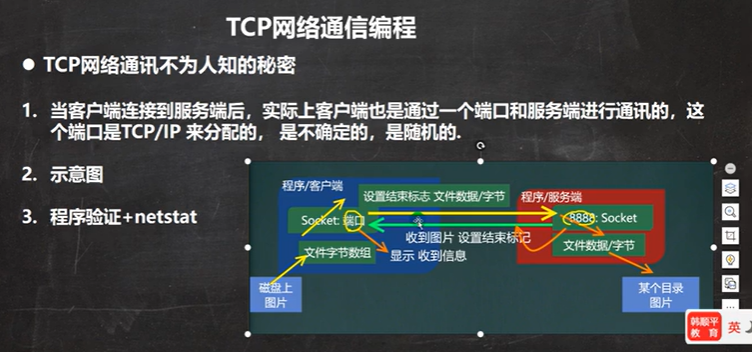 TCP网络通信编程
● TCP网络通讯不为人知的秘密
1. 当客户端连接到服务端后，实际上客户端也是通过一个端口和服务端进行通讯的，这
个端口是TCP/IP 来分配的， 是不确定的，是随机的.
2. 示意图
3. 程序验证+netstat
程序/客户端
设置结束标志 文件数据/字节
程序/服务端
Socket: 端口
8888: Socket
收到图片 设置结束标记
文件字节数组
显示 收到信息
文件数据/字节
磁盘上
图片
某个目录
图片
韩顺平
教育
英